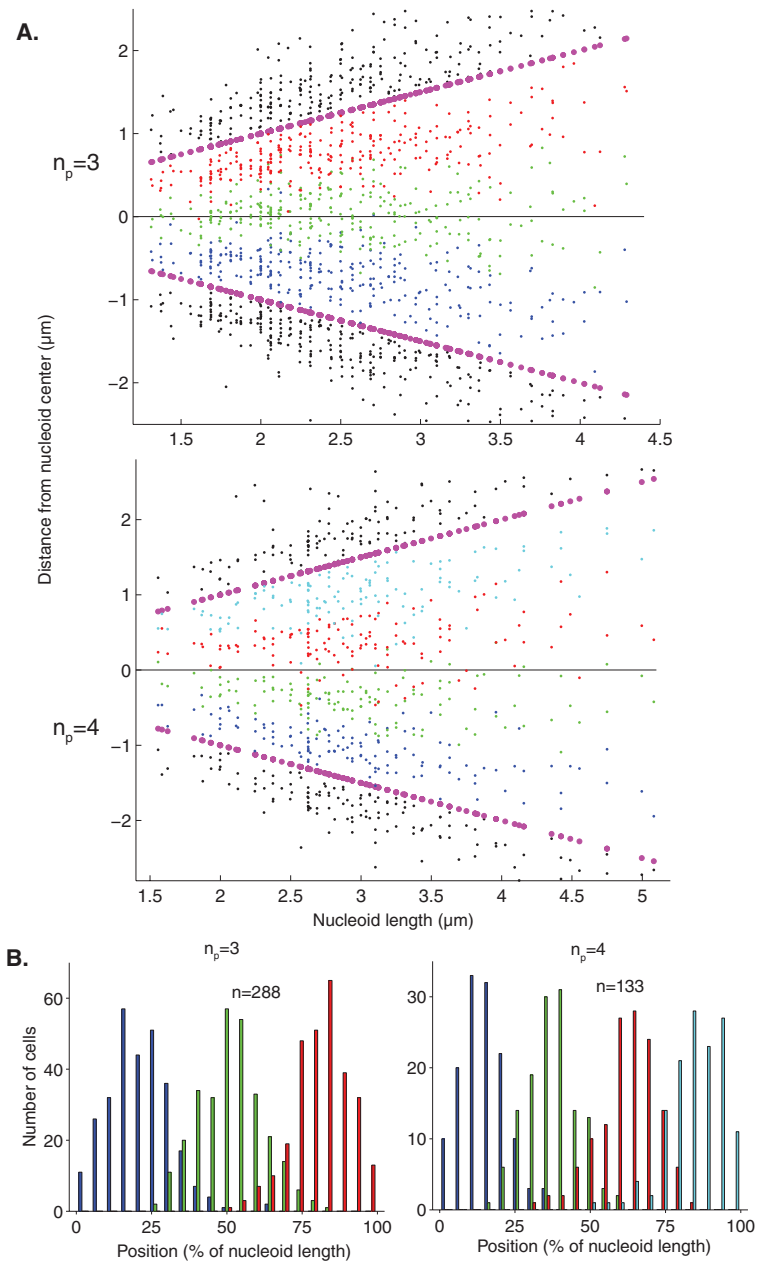 A.
n_p=3
2
1
0
−1
−2
1.5 2 2.5 3 3.5 4 4.5
Distance from nucleoid center (μm)
n_p=4
2
1
0
−1
−2
1.5 2 2.5 3 3.5 4 4.5 5
Nucleoid length (μm)
B.
n_p=3
n=288
Number of cells
60
40
20
0
0 25 50 75 100
Position (% of nucleoid length)
n_p=4
n=133
30
20
10
0
0 25 50 75 100
Position (% of nucleoid length)